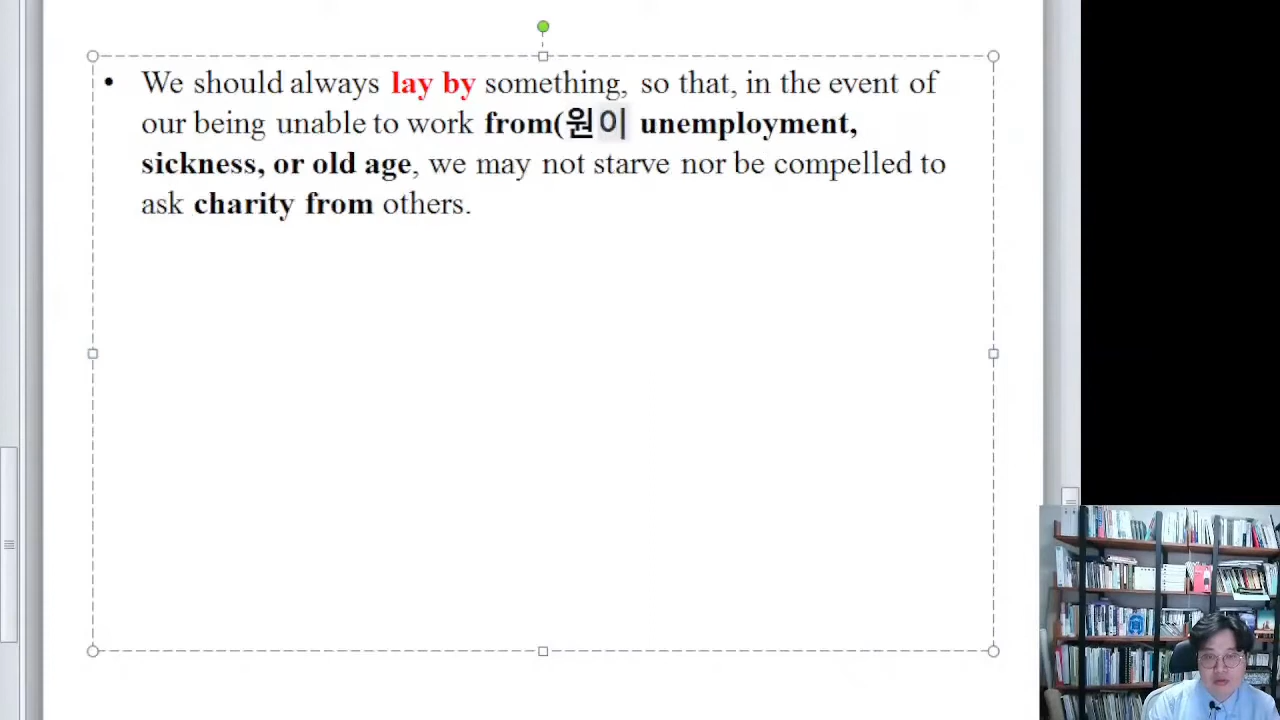 • We should always lay by something, so that, in the event of
our being unable to work from(원이 unemployment,
sickness, or old age, we may not starve nor be compelled to
ask charity from others.